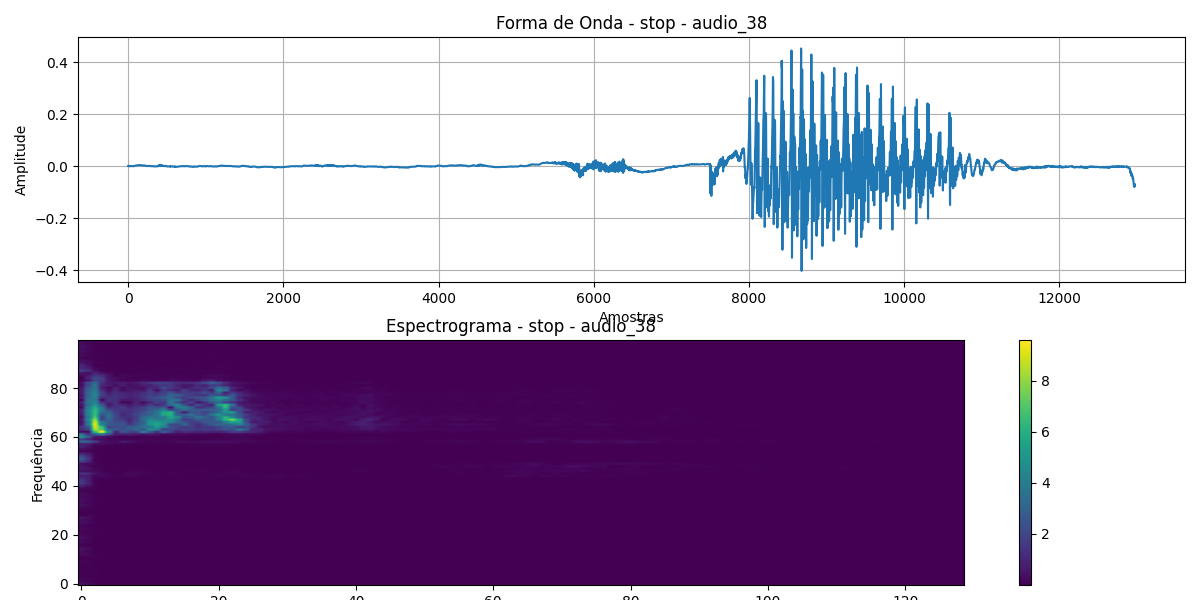 Forma de Onda - stop - audio_38
Amplitude
0.4
0.2
0.0
−0.2
−0.4
0 2000 4000 6000 8000 10000 12000
Amostras
Espectrograma - stop - audio_38
Frequência
80
60
40
20
0
0 20 40 60 80 100 120
8
6
4
2